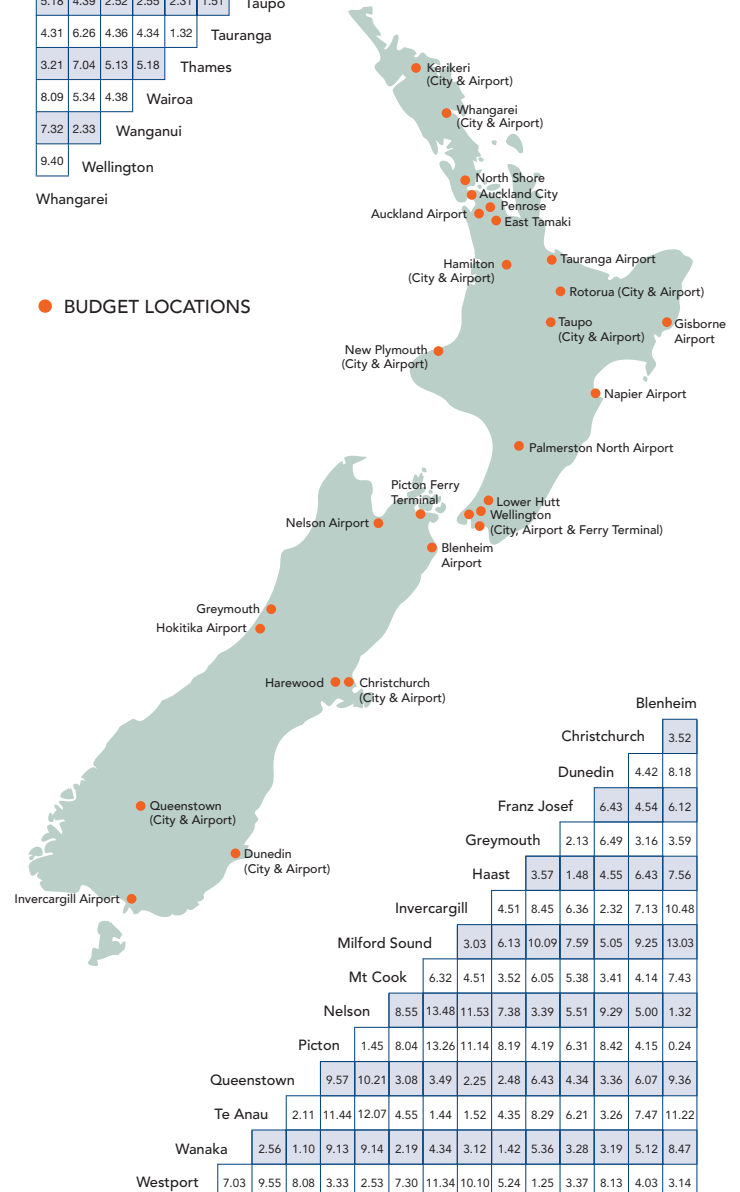 5.18 4.39 2.52 2.55 2.31 1.51 Taupo
4.31 6.26 4.36 4.34 1.32 Tauranga
3.21 7.04 5.13 5.18 Thames
8.09 5.34 4.38 Wairoa
7.32 2.33 Wanganui
9.40 Wellington
Whangarei
BUDGET LOCATIONS
Kerikeri
(City & Airport)
Whangarei
(City & Airport)
North Shore
Auckland City
Penrose
Auckland Airport
East Tamaki
Hamilton
(City & Airport)
Tauranga Airport
Rotorua (City & Airport)
Taupo
(City & Airport)
Gisborne
Airport
New Plymouth
(City & Airport)
Napier Airport
Palmerston North Airport
Picton Ferry
Terminal
Nelson Airport
Lower Hutt
Wellington
(City, Airport & Ferry Terminal)
Blenheim
Airport
Greymouth
Hokitika Airport
Harewood
Christchurch
(City & Airport)
Queenstown
(City & Airport)
Dunedin
(City & Airport)
Invercargill Airport
Blenheim
Christchurch 3.52
Dunedin 4.42 8.18
Franz Josef 6.43 4.54 6.12
Greymouth 2.13 6.49 3.16 3.59
Haast 3.57 1.48 4.55 6.43 7.56
Invercargill 4.51 8.45 6.36 2.32 7.13 10.48
Milford Sound 3.03 6.13 10.09 7.59 5.05 9.25 13.03
Mt Cook 6.32 4.51 3.52 6.05 5.38 3.41 4.14 7.43
Nelson 8.55 13.48 11.53 7.38 3.39 5.51 9.29 5.00 1.32
Picton 1.45 8.04 13.26 11.14 8.19 4.19 6.31 8.42 4.15 0.24
Queenstown 9.57 10.21 3.08 3.49 2.25 2.48 6.43 4.34 3.36 6.07 9.36
Te Anau 2.11 11.44 12.07 4.55 1.44 1.52 4.35 8.29 6.21 3.26 7.47 11.22
Wanaka 2.56 1.10 9.13 9.14 2.19 4.34 3.12 1.42 5.36 3.28 3.19 5.12 8.47
Westport 7.03 9.55 8.08 3.33 2.53 7.30 11.34 10.10 5.24 1.25 3.37 8.13 4.03 3.14